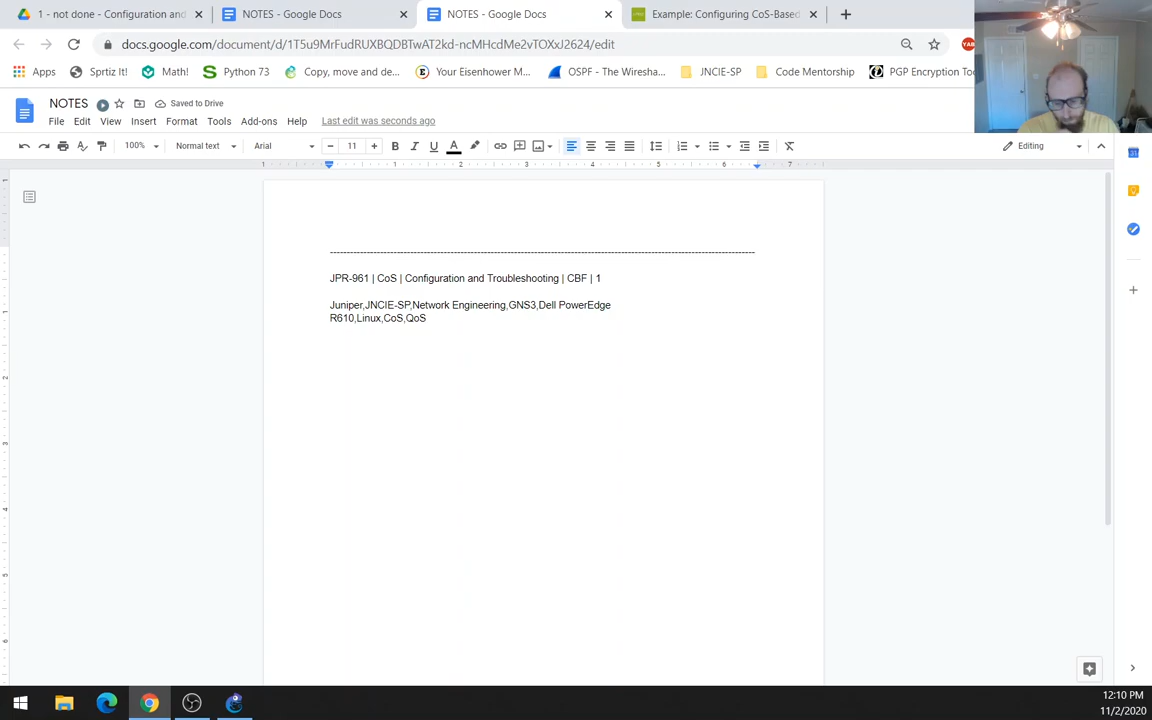 1 - not done - Configuration and
NOTES - Google Docs
NOTES - Google Docs
Example: Configuring CoS-Based
docs.google.com/document/d/1T5u9MrFudRUXBQDBTwAT2kd-ncMHcdMe2vTOXxJ2624/edit
Apps
Sprtiz It!
Math!
Python 73
Copy, move and de...
Your Eisenhower M...
OSPF - The Wiresha...
JNCIE-SP
Code Mentorship
PGP Encryption Too
NOTES
Saved to Drive
File Edit View Insert Format Tools Add-ons Help Last edit was seconds ago
100% Normal text Arial 11 Editing
JPR-961 | CoS | Configuration and Troubleshooting | CBF | 1
Juniper,JNCIE-SP,Network Engineering,GNS3,Dell PowerEdge
R610,Linux,CoS,QoS
12:10 PM
11/2/2020